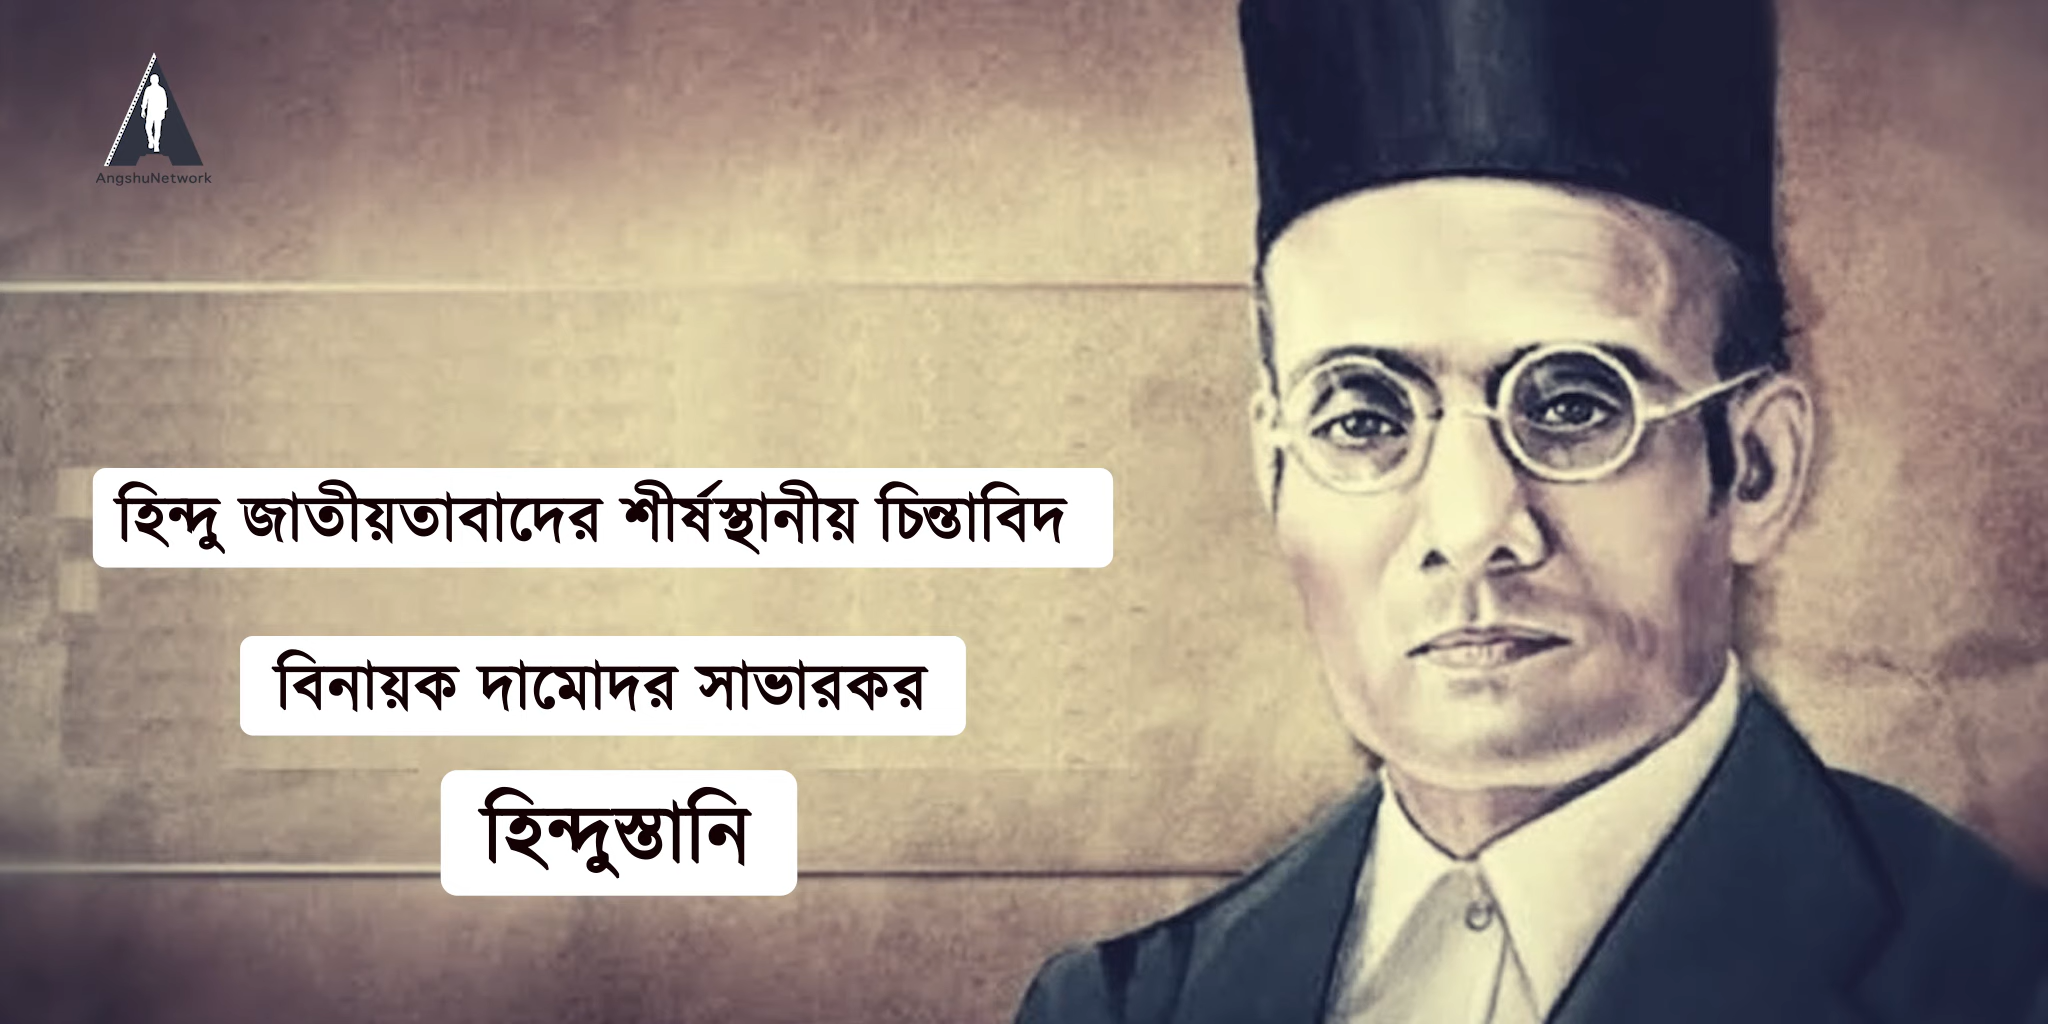 AngshuNetwork
হিন্দু জাতীয়তাবাদের শীর্ষস্থানীয় চিন্তাবিদ
বিনায়ক দামোদর সাভারকর
হিন্দুস্তানি